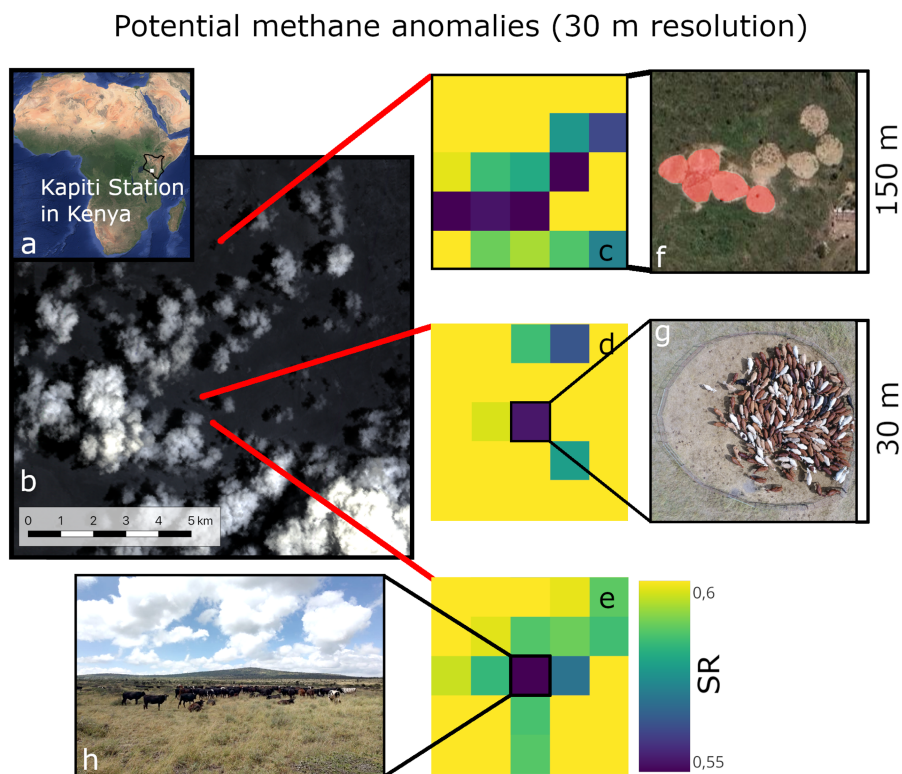 Potential methane anomalies (30 m resolution)
Kapiti Station
in Kenya
a
b
0 1 2 3 4 5 km
c
f
150 m
d
g
30 m
h
e
0,6
SR
0,55